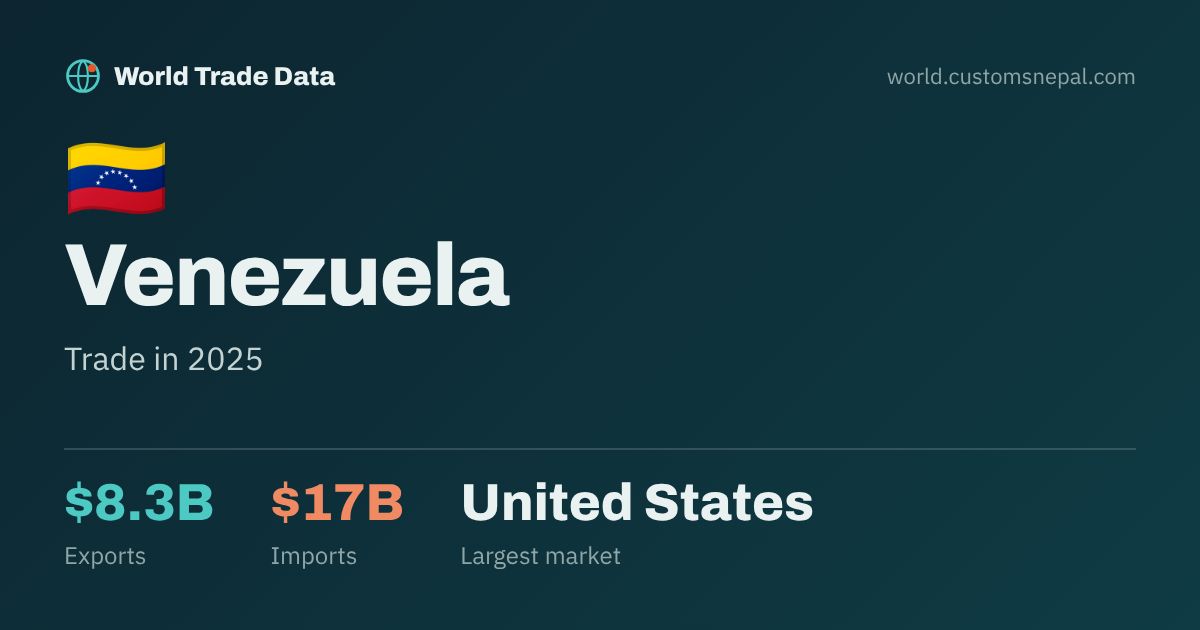 World Trade Data
world.customsnepal.com
Venezuela
Trade in 2025
$8.3B
Exports
$17B
Imports
United States
Largest market